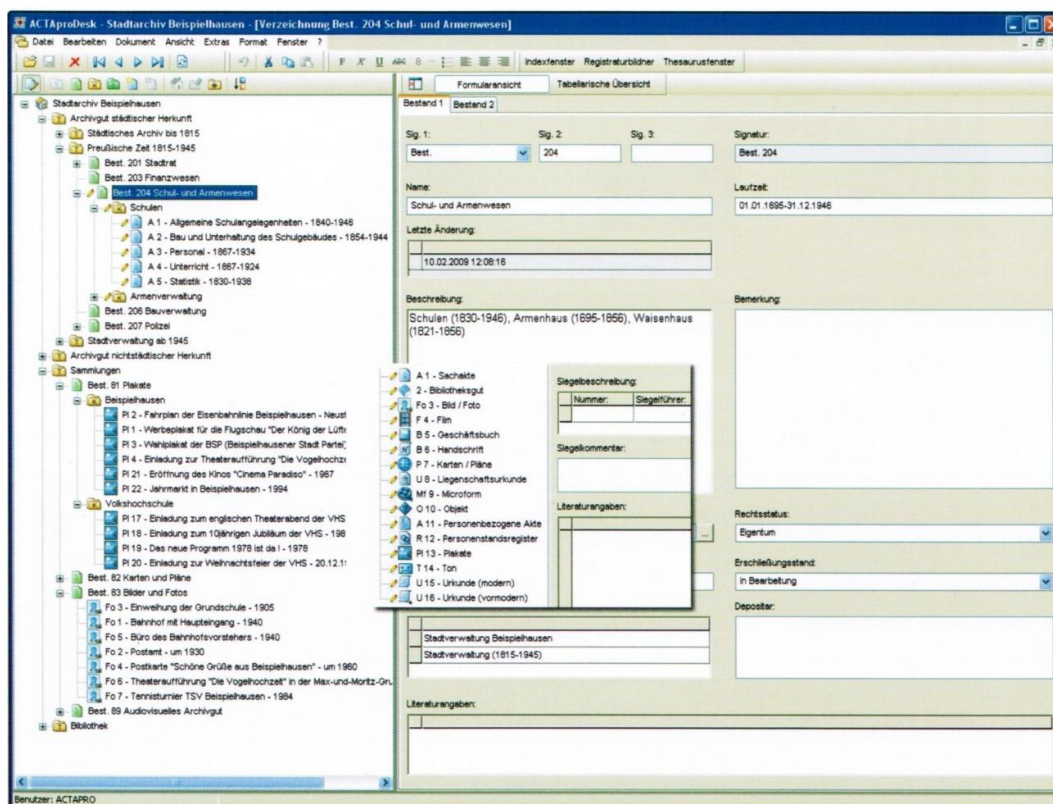 ACTAproDesk - Stadtarchiv Beispielhausen - [Verzeichnung Best. 204 Schul- und Armenwesen]
Datei Bearbeiten Dokument Ansicht Extras Format Fenster ?
F K U ABC Indexfenster Registraturbildner Thesaurusfenster
Formularansicht Tabellarische Übersicht
Stadtarchiv Beispielhausen
Archivgut städtischer Herkunft
Städtisches Archiv bis 1815
Preußische Zeit 1815-1945
Best. 201 Stadtrat
Best. 203 Finanzwesen
Best. 204 Schul- und Armenwesen
Schulen
A 1 - Allgemeine Schulangelegenheiten - 1840-1946
A 2 - Bau und Unterhaltung des Schulgebäudes - 1854-1944
A 3 - Personal - 1867-1934
A 4 - Unterricht - 1867-1924
A 5 - Statistik - 1830-1938
Armenverwaltung
Best. 206 Bauverwaltung
Best. 207 Polizei
Stadtverwaltung ab 1945
Archivgut nichtstädtischer Herkunft
Sammlungen
Best. 81 Plakate
Beispielhausen
Pl 2 - Fahrplan der Eisenbahnlinie Beispielhausen - Neust
Pl 1 - Werbeplakat für die Flugschau "Der König der Lüfte
Pl 3 - Wahlplakat der BSP (Beispielhausener Stadt Partei)
Pl 4 - Einladung zur Theateraufführung "Die Vogelhochze
Pl 21 - Eröffnung des Kinos "Cinema Paradiso" - 1967
Pl 22 - Jahrmarkt in Beispielhausen - 1994
Volkshochschule
Pl 17 - Einladung zum englischen Theaterabend der VHS
Pl 18 - Einladung zum 10jährigen Jubiläum der VHS - 198
Pl 19 - Das neue Programm 1978 ist da ! - 1978
Pl 20 - Einladung zur Weihnachtsfeier der VHS - 20.12.1
Best. 82 Karten und Pläne
Best. 83 Bilder und Fotos
Fo 3 - Einweihung der Grundschule - 1905
Fo 1 - Bahnhof mit Haupteingang - 1940
Fo 5 - Büro des Bahnhofsvorstehers - 1940
Fo 2 - Postamt - um 1930
Fo 4 - Postkarte "Schöne Grüße aus Beispielhausen" - um 1960
Fo 6 - Theateraufführung "Die Vogelhochzeit" in der Max-und-Moritz-Gru
Fo 7 - Tennisturnier TSV Beispielhausen - 1984
Best. 89 Audiovisuelles Archivgut
Bibliothek
Bestand 1 Bestand 2
Sig. 1: Sig. 2: Sig. 3: Signatur:
Best. 204 Best. 204
Name: Laufzeit:
Schul- und Armenwesen 01.01.1695-31.12.1946
Letzte Änderung:
10.02.2009 12:08:16
Beschreibung: Bemerkung:
Schulen (1830-1946), Armenhaus (1695-1856), Waisenhaus
(1821-1856)
A 1 - Sachakte
2 - Bibliotheksgut
Fo 3 - Bild / Foto
F 4 - Film
B 5 - Geschäftsbuch
B 6 - Handschrift
P 7 - Karten / Pläne
U 8 - Liegenschaftsurkunde
Mf 9 - Microform
O 10 - Objekt
A 11 - Personenbezogene Akte
R 12 - Personenstandsregister
Pl 13 - Plakate
T 14 - Ton
U 15 - Urkunde (modern)
U 16 - Urkunde (vormodern)
Siegelbeschreibung:
Nummer: Siegelführer:
Siegelkommentar:
Literaturangaben:
Rechtsstatus:
... Eigentum
Erschließungsstand:
in Bearbeitung
Depositar:
Stadtverwaltung Beispielhausen
Stadtverwaltung (1815-1945)
Literaturangaben:
Benutzer: ACTAPRO